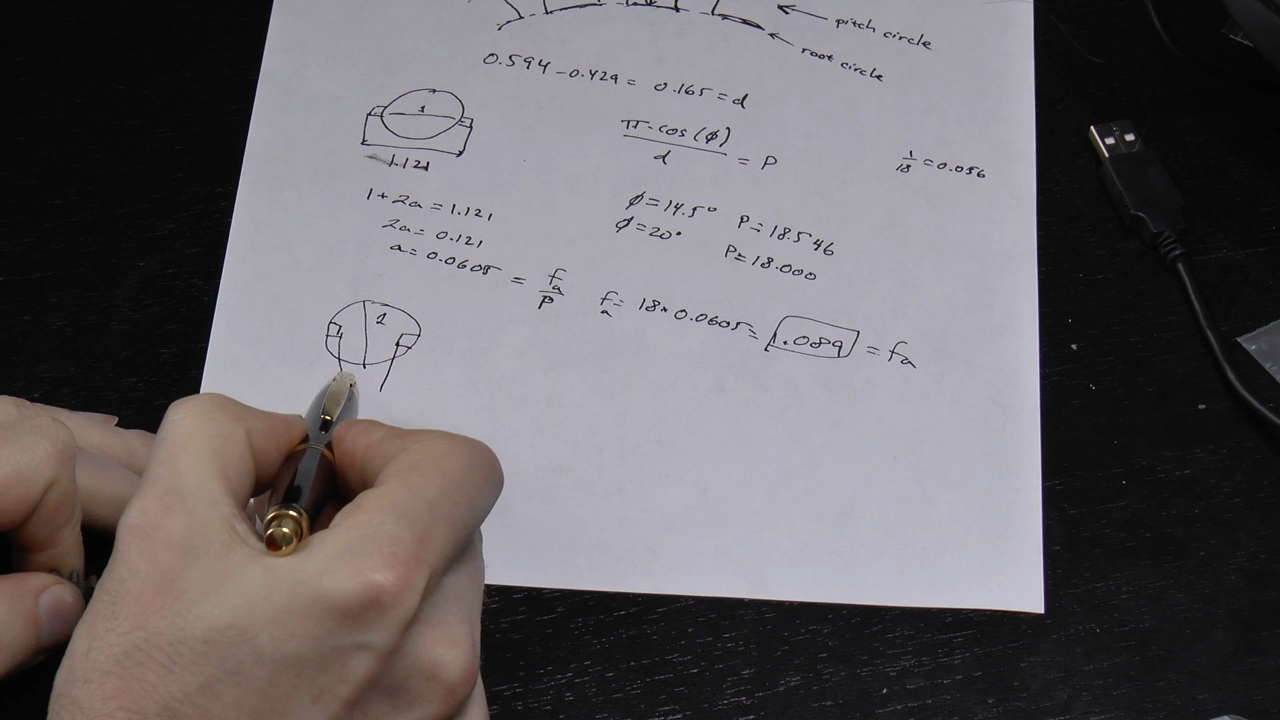 pitch circle
root circle
0.594 - 0.429 = 0.165 = d
1
1.121
π·cos(ϕ)
d
= P
1
18
= 0.056
1 + 2a = 1.121
2a = 0.121
a = 0.0605 = fa
P
ϕ = 14.5° P = 18.546
ϕ = 20° P = 18.000
fa = 18 * 0.0605 = 1.089 = fa
1